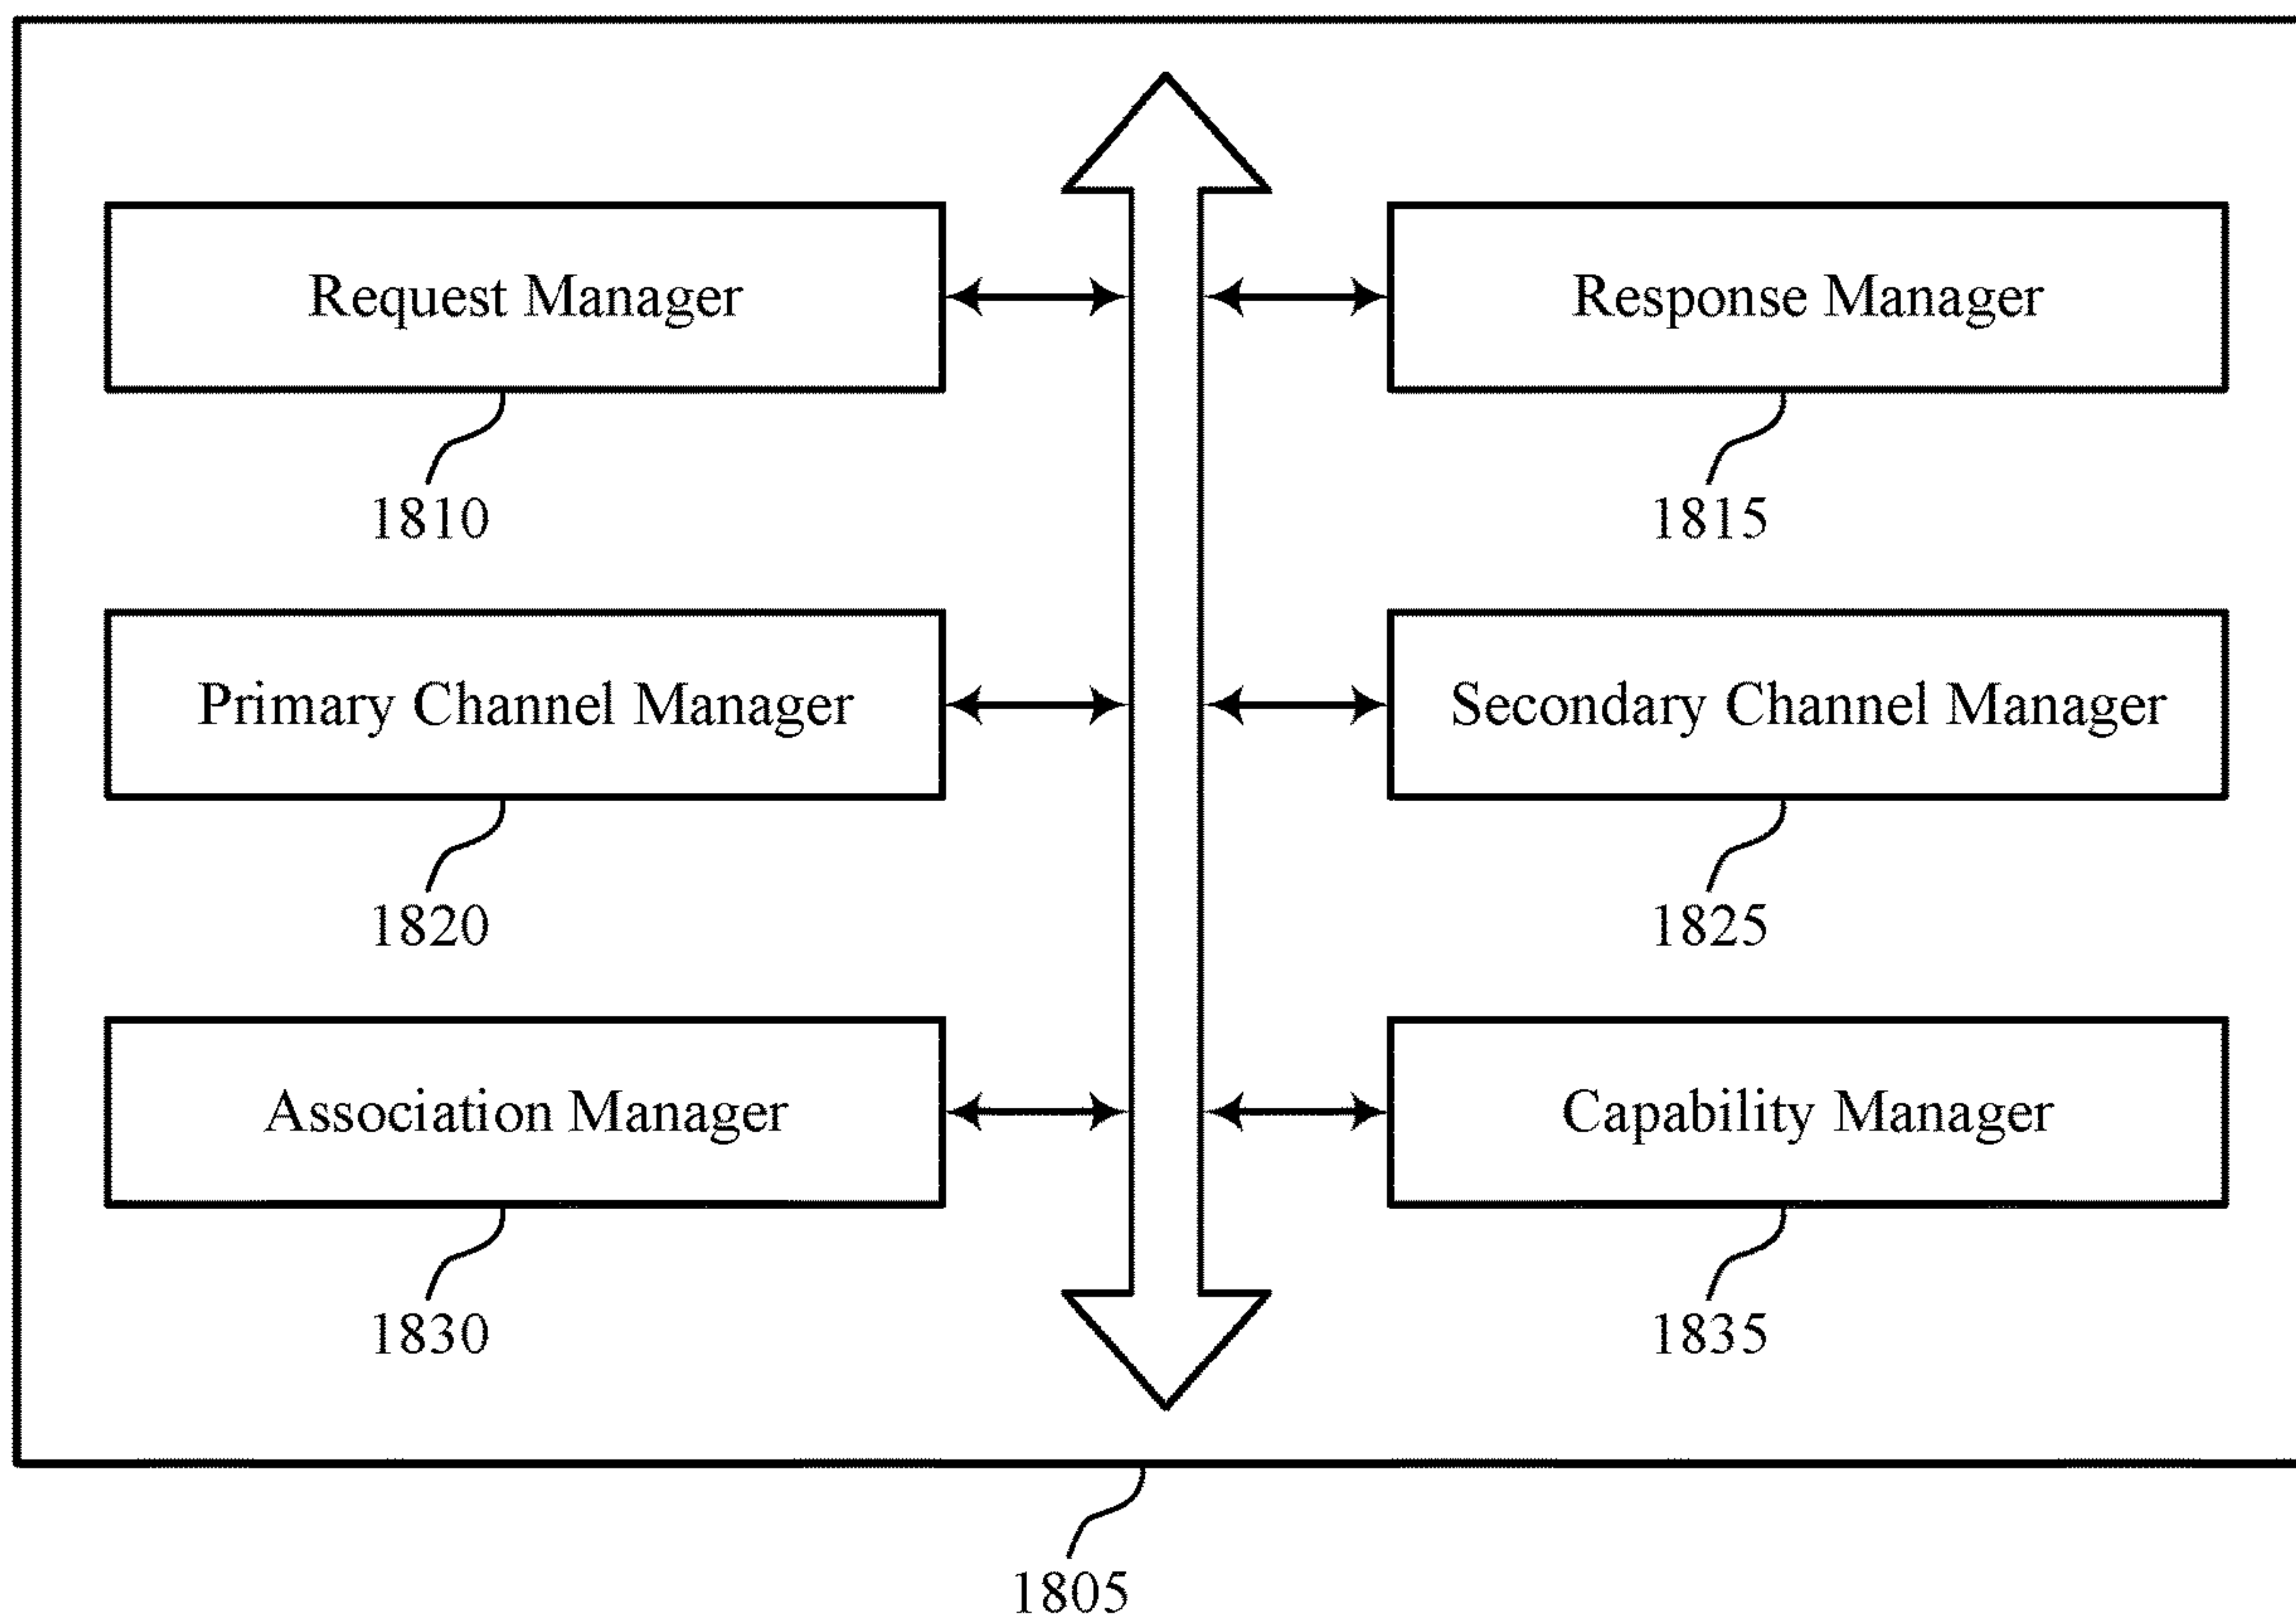 Request Manager
Response Manager
1810
1815
Primary Channel Manager
Secondary Channel Manager
1820
1825
Association Manager
Capability Manager
1830
1835
1805